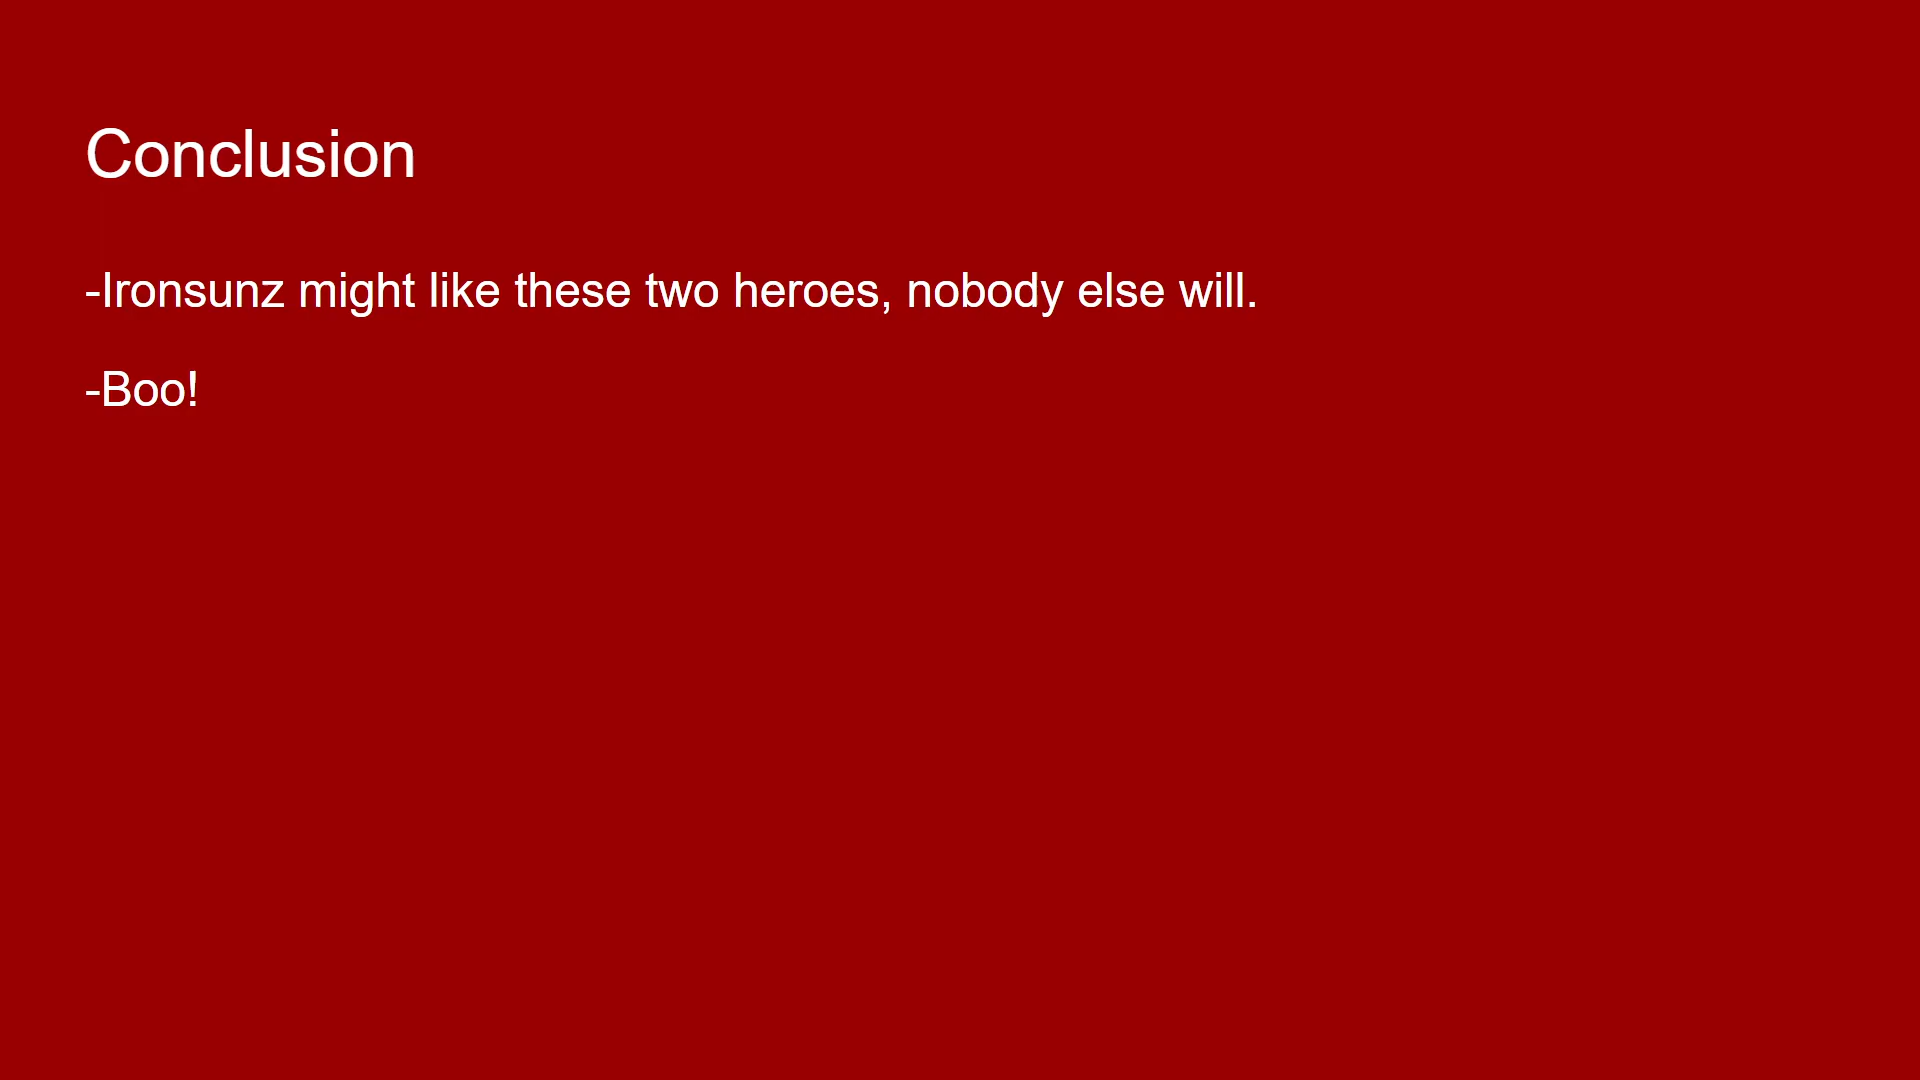 Conclusion
-Ironsunz might like these two heroes, nobody else will.
-Boo!